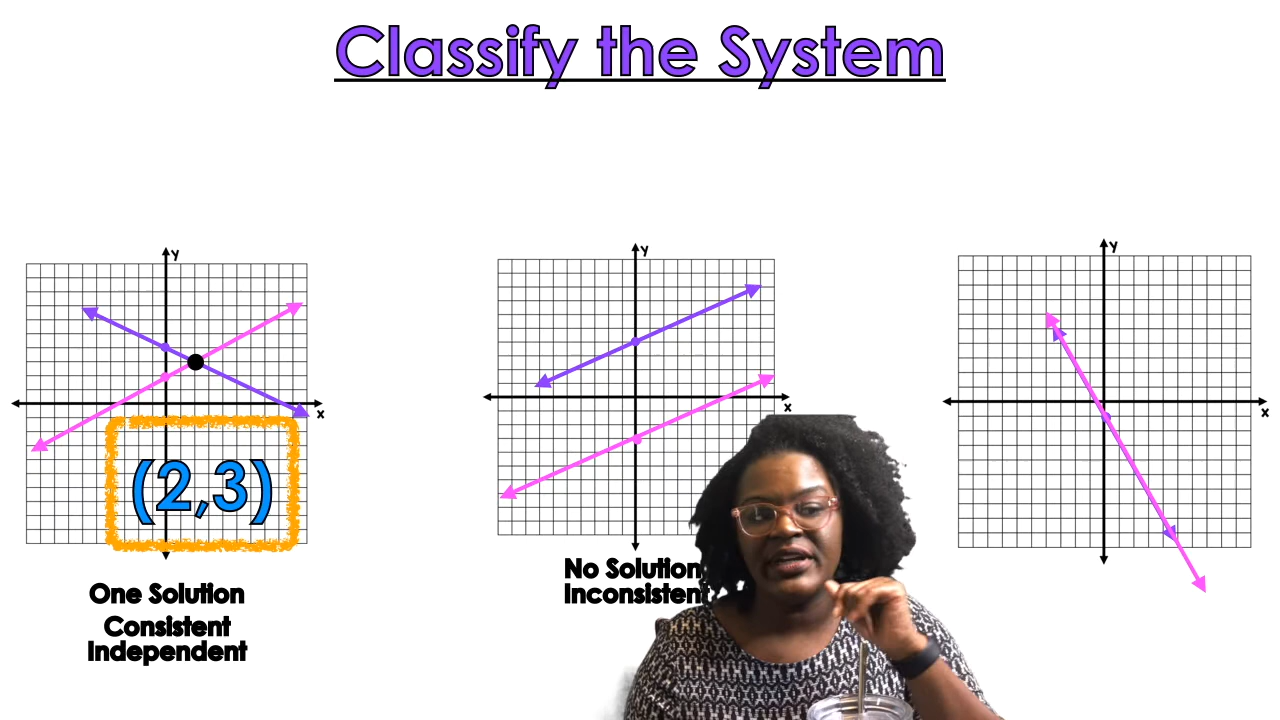 Classify the System
y
x
(2,3)
One Solution
Consistent
Independent
y
x
No Solution
Inconsistent
y
x